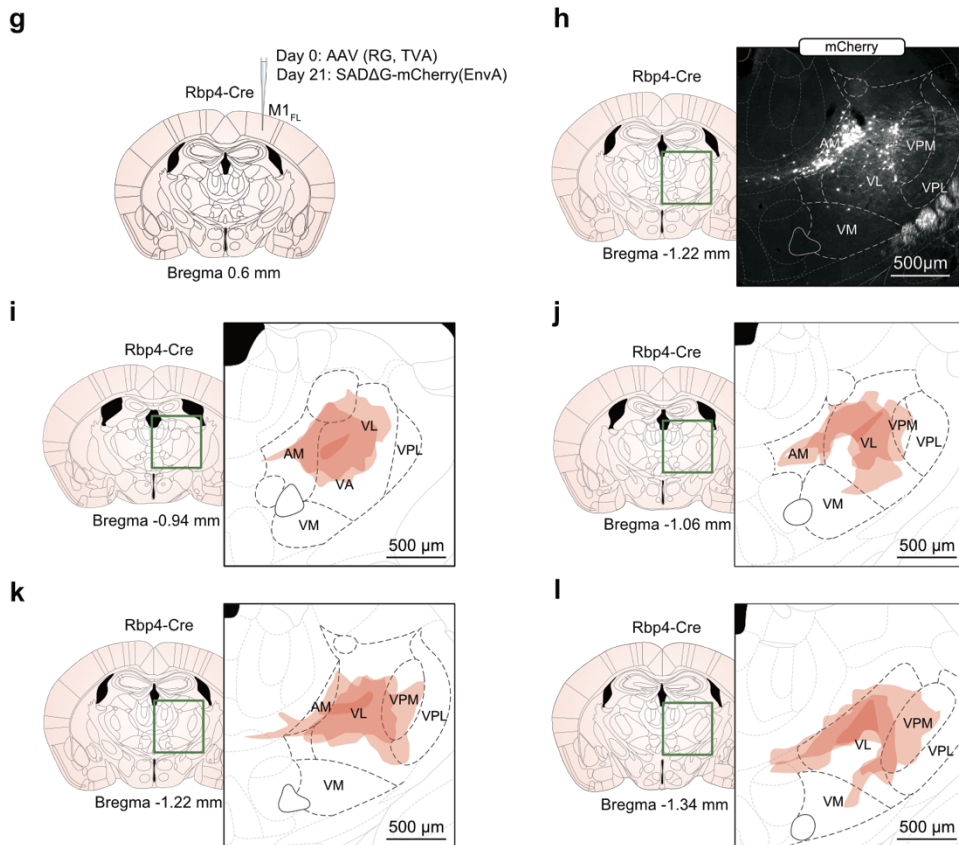 g
Day 0: AAV (RG, TVA)
Day 21: SADΔG-mCherry(EnvA)
Rbp4-Cre
M1FL
Bregma 0.6 mm
h
Rbp4-Cre
Bregma -1.22 mm
mCherry
AM
VPM
VL
VPL
VM
500µm
i
Rbp4-Cre
Bregma -0.94 mm
VL
AM
VPL
VA
VM
500 µm
j
Rbp4-Cre
Bregma -1.06 mm
VPM
AM
VL
VPL
VM
500 µm
k
Rbp4-Cre
Bregma -1.22 mm
AM
VL
VPM
VPL
VM
500 µm
l
Rbp4-Cre
Bregma -1.34 mm
VPM
VL
VPL
VM
500 µm